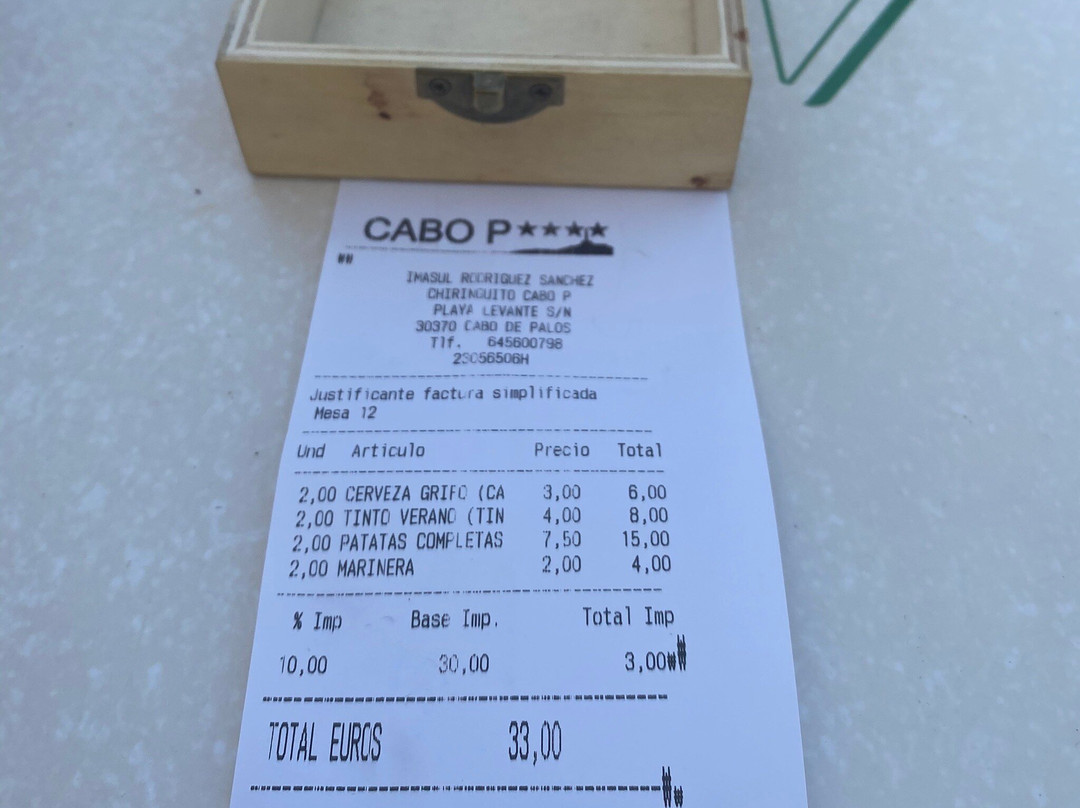 CABO P★★★★
IMASUL RODRIGUEZ SANCHEZ
CHIRINGUITO CABO P
PLAYA LEVANTE S/N
30370 CABO DE PALOS
Tlf. 645600798
Justificante factura simplificada
Mesa 12
Und Articulo Precio Total
2,00 CERVEZA GRIFO (CA 3,00 6,00
2,00 TINTO VERANO (TIN 4,00 8,00
2,00 PATATAS COMPLETAS 7,50 15,00
2,00 MARINERA 2,00 4,00
% Imp Base Imp. Total Imp
10,00 30,00 3,00
TOTAL EUROS 33,00